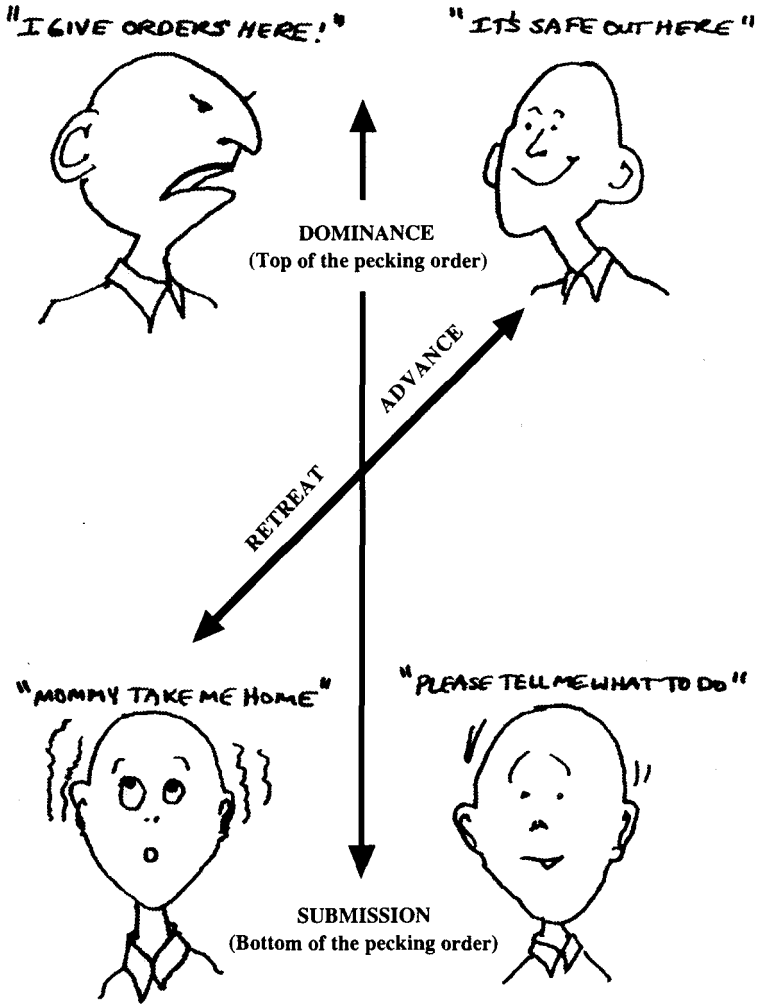 "I GIVE ORDERS HERE!"
"IT'S SAFE OUT HERE"
DOMINANCE
(Top of the pecking order)
ADVANCE
RETREAT
"MOMMY TAKE ME HOME"
"PLEASE TELL ME WHAT TO DO"
SUBMISSION
(Bottom of the pecking order)